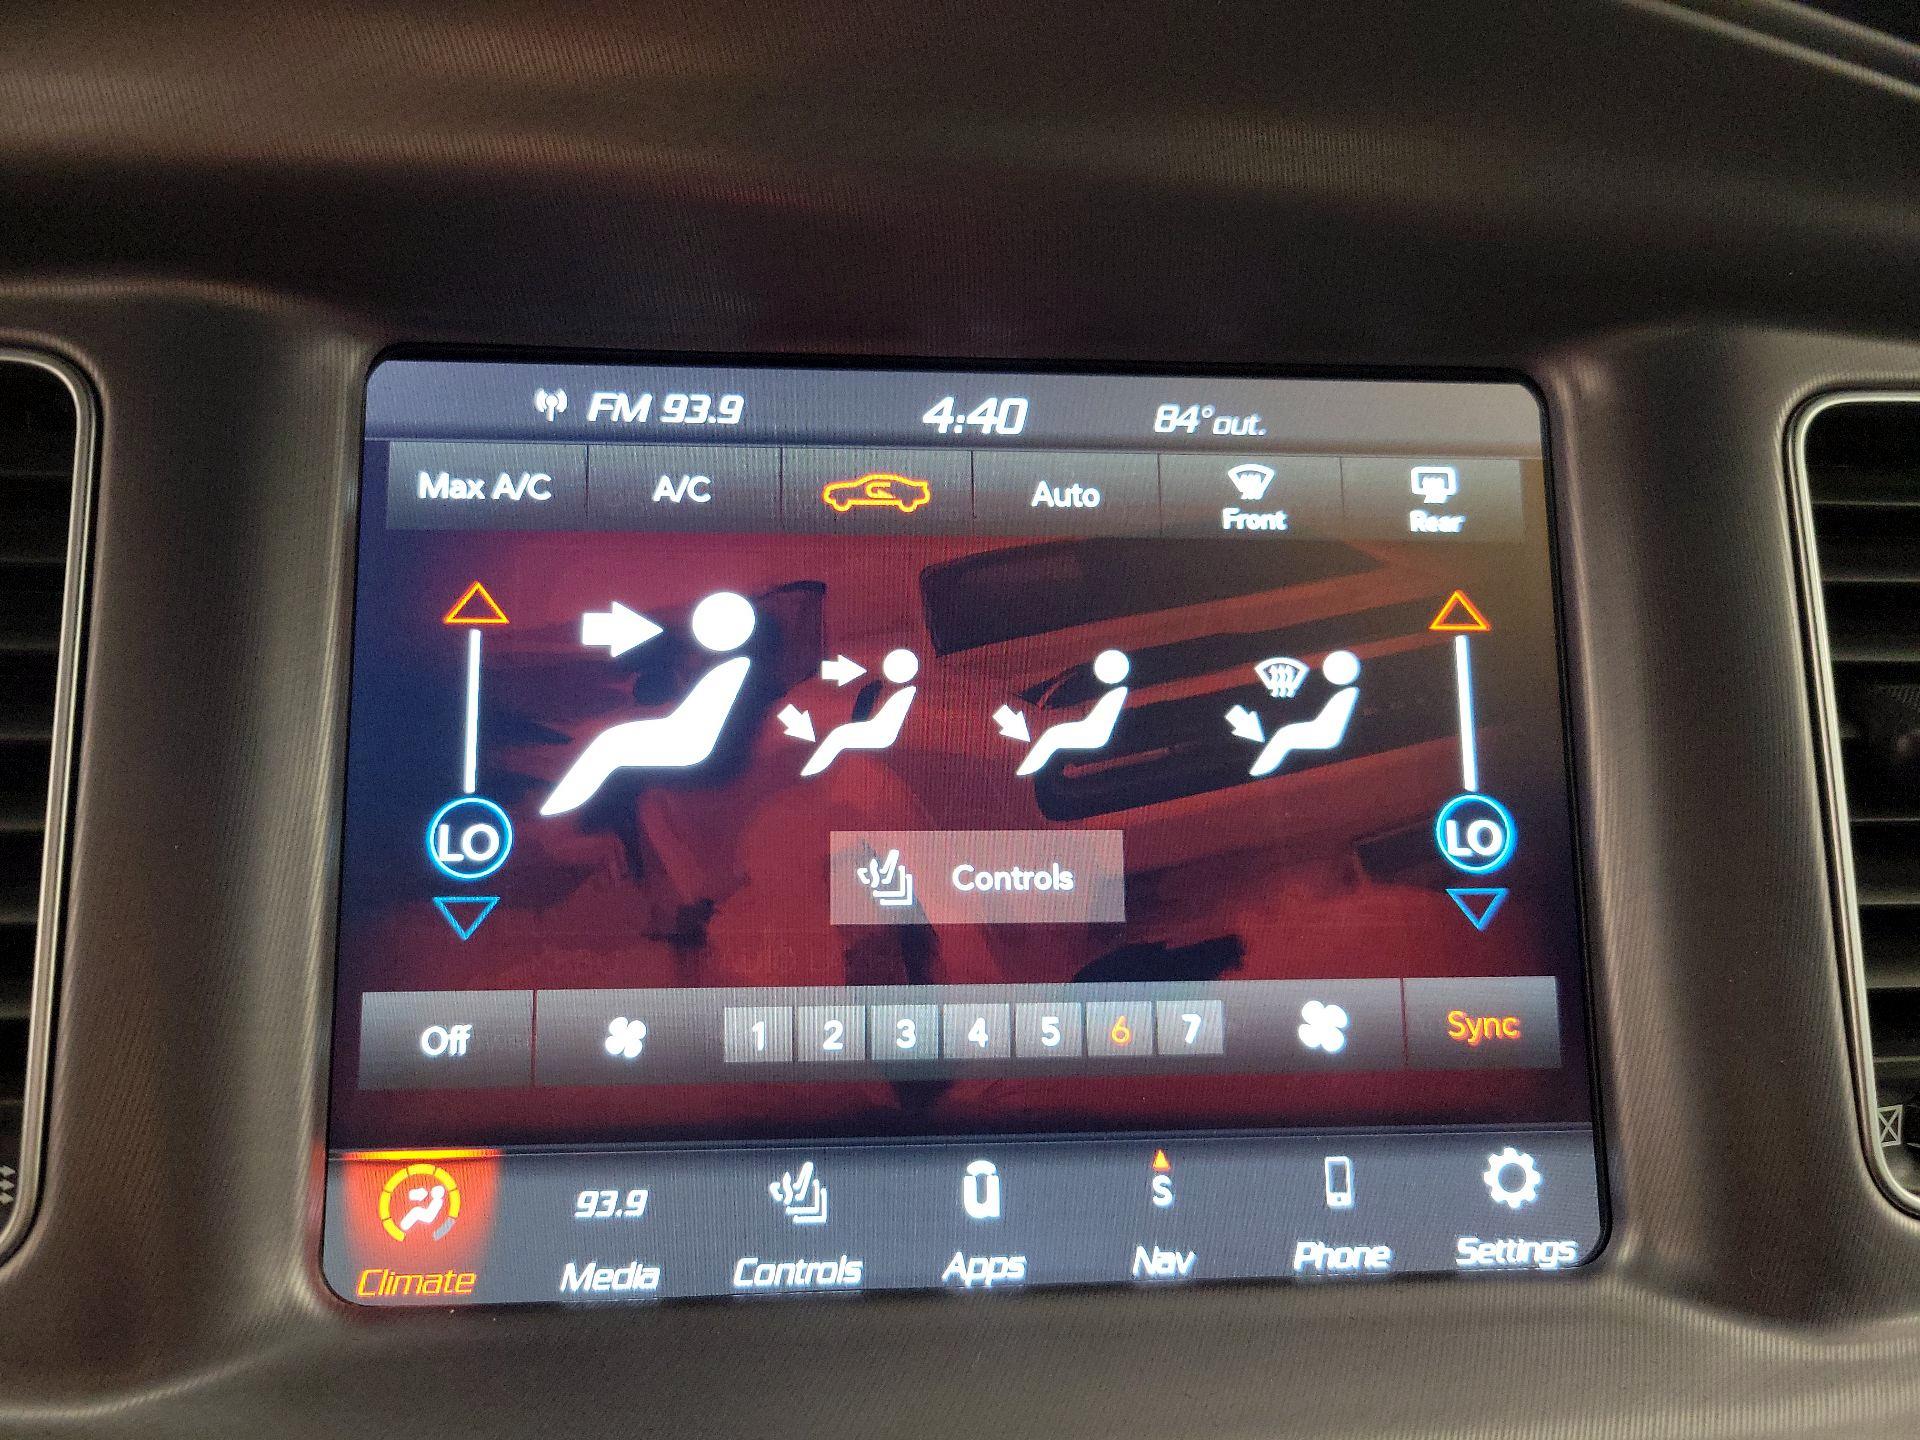 FM 93.9 4:40 84° out.
Max A/C A/C Auto Front Rear
LO LO
Controls
Off 1 2 3 4 5 6 7 Sync
93.9 S
Climate Media Controls Apps Nav Phone Settings